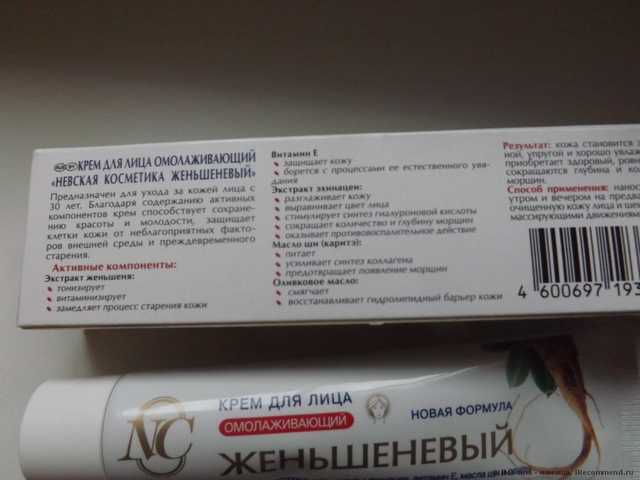 КРЕМ ДЛЯ ЛИЦА ОМОЛАЖИВАЮЩИЙ
«НЕВСКАЯ КОСМЕТИКА ЖЕНЬШЕНЕВЫЙ»
Предназначен для ухода за кожей лица с
30 лет. Благодаря содержанию активных
компонентов крем способствует сохране-
нию красоты и молодости, защищает
клетки кожи от неблагоприятных факто-
ров внешней среды и преждевременного
старения.
Активные компоненты:
Экстракт женьшеня:
• тонизирует
• витаминизирует
• замедляет процесс старения кожи
Витамин Е
• защищает кожу
• борется с процессами ее естественного увя-
дания
Экстракт эхинацеи:
• разглаживает кожу
• выравнивает цвет лица
• стимулирует синтез гиалуроновой кислоты
• сокращает количество и глубину морщин
• оказывает противовоспалительное действие
Масло ши (каритэ):
• питает
• усиливает синтез коллагена
• предотвращает появление морщин
Оливковое масло:
• смягчает
• восстанавливает гидролипидный барьер кожи
Результат: кожа становится
ной, упругой и хорошо увлаж
приобретает здоровый,
сокращаются глубина и
морщин.
Способ применения: нанос
утром и вечером на предва
очищенную кожу лица и шеи
массирующими движениями
4 600697 193
NC
КРЕМ ДЛЯ ЛИЦА
ОМОЛАЖИВАЮЩИЙ
НОВАЯ ФОРМУЛА
ЖЕНЬШЕНЕВЫЙ
iRecommend.ru